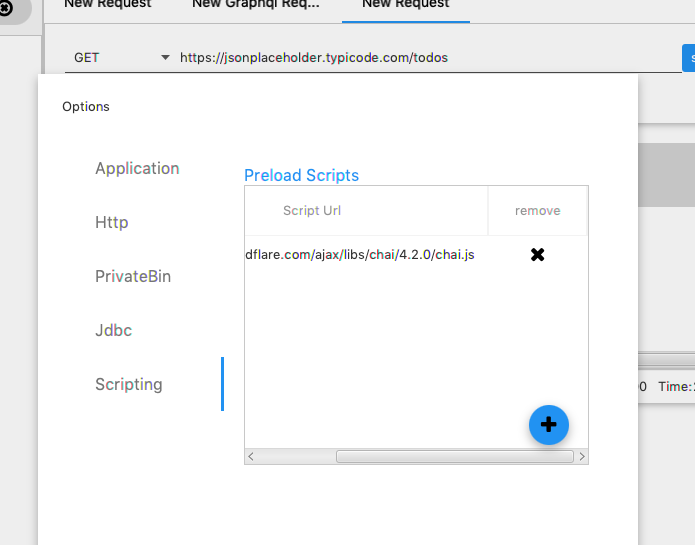 New Request New Graphql Req... New Request
GET https://jsonplaceholder.typicode.com/todos
Options
Application
Preload Scripts
Script Url remove
Http
dflare.com/ajax/libs/chai/4.2.0/chai.js
PrivateBin
Jdbc
Scripting
Time: